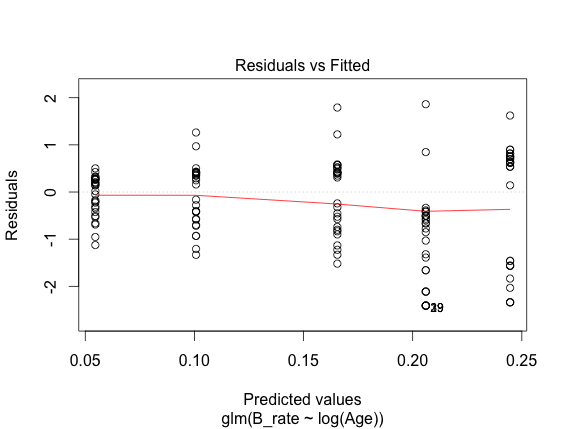 Residuals vs Fitted
Residuals
2
1
0
-1
-2
0.05 0.10 0.15 0.20 0.25
Predicted values
glm(B_rate ~ log(Age))